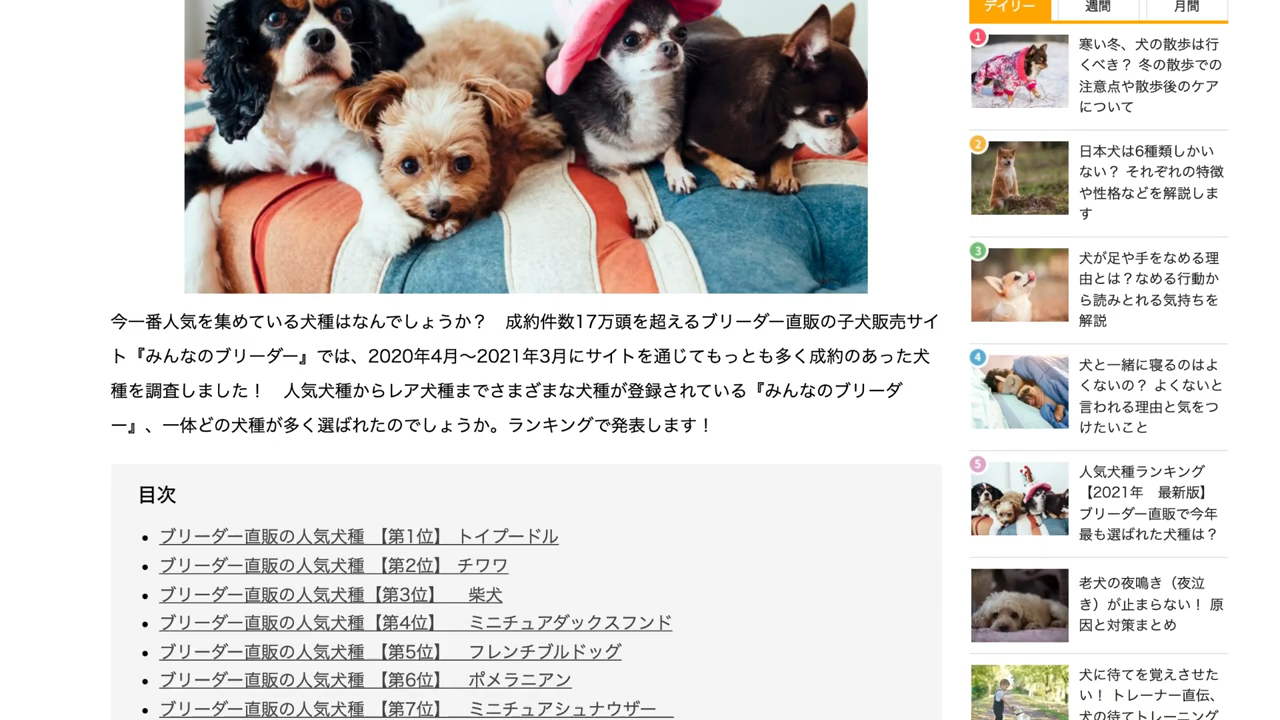 今一番人気を集めている犬種はなんでしょうか？　成約件数17万頭を超えるブリーダー直販の子犬販売サイ
ト『みんなのブリーダー』では、2020年4月〜2021年3月にサイトを通じてもっとも多く成約のあった犬
種を調査しました！　人気犬種からレア犬種までさまざまな犬種が登録されている『みんなのブリーダ
ー』、一体どの犬種が多く選ばれたのでしょうか。ランキングで発表します！
目次
ブリーダー直販の人気犬種 【第1位】 トイプードル
ブリーダー直販の人気犬種 【第2位】 チワワ
ブリーダー直販の人気犬種【第3位】　柴犬
ブリーダー直販の人気犬種【第4位】　ミニチュアダックスフンド
ブリーダー直販の人気犬種 【第5位】　フレンチブルドッグ
ブリーダー直販の人気犬種 【第6位】　ポメラニアン
ブリーダー直販の人気犬種 【第7位】　ミニチュアシュナウザー
デイリー
週間
月間
1
寒い冬、犬の散歩は行
くべき？ 冬の散歩での
注意点や散歩後のケア
について
2
日本犬は6種類しかい
ない？ それぞれの特徴
や性格などを解説しま
す
3
犬が足や手をなめる理
由とは？なめる行動か
ら読みとれる気持ちを
解説
4
犬と一緒に寝るのはよ
くないの？ よくないと
言われる理由と気をつ
けたいこと
5
人気犬種ランキング
【2021年　最新版】
ブリーダー直販で今年
最も選ばれた犬種は？
老犬の夜鳴き（夜泣
き）が止まらない！ 原
因と対策まとめ
犬に待てを覚えさせた
い！ トレーナー直伝、
犬の待てトレーニング